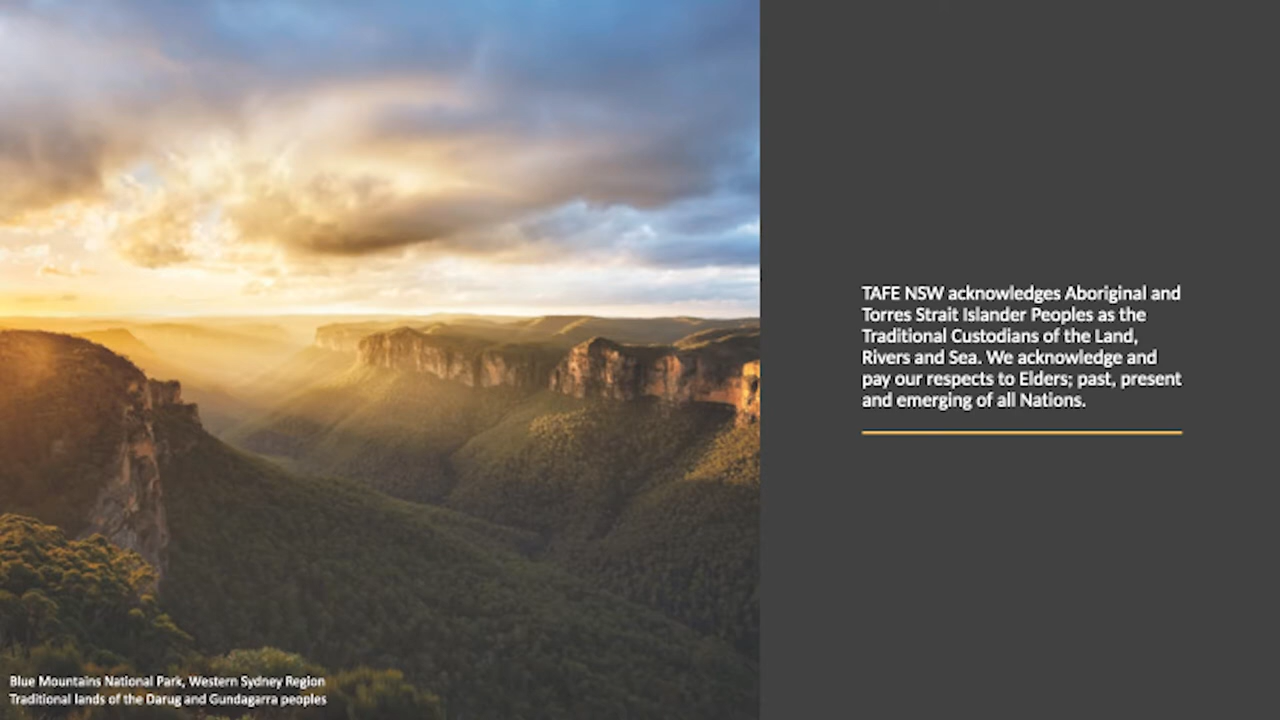 TAFE NSW acknowledges Aboriginal and
Torres Strait Islander Peoples as the
Traditional Custodians of the Land,
Rivers and Sea. We acknowledge and
pay our respects to Elders; past, present
and emerging of all Nations.
Blue Mountains National Park, Western Sydney Region
Traditional lands of the Darug and Gundagarra peoples